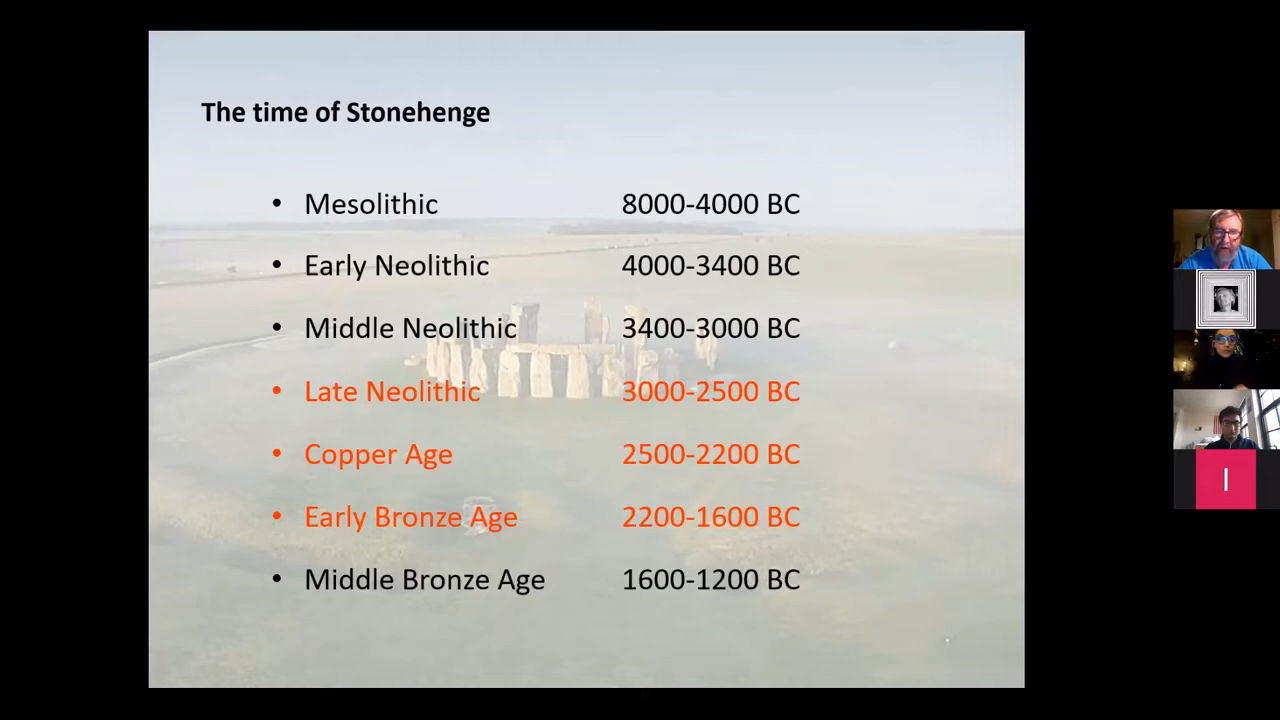 The time of Stonehenge
• Mesolithic 8000-4000 BC
• Early Neolithic 4000-3400 BC
• Middle Neolithic 3400-3000 BC
• Late Neolithic 3000-2500 BC
• Copper Age 2500-2200 BC
• Early Bronze Age 2200-1600 BC
• Middle Bronze Age 1600-1200 BC
I